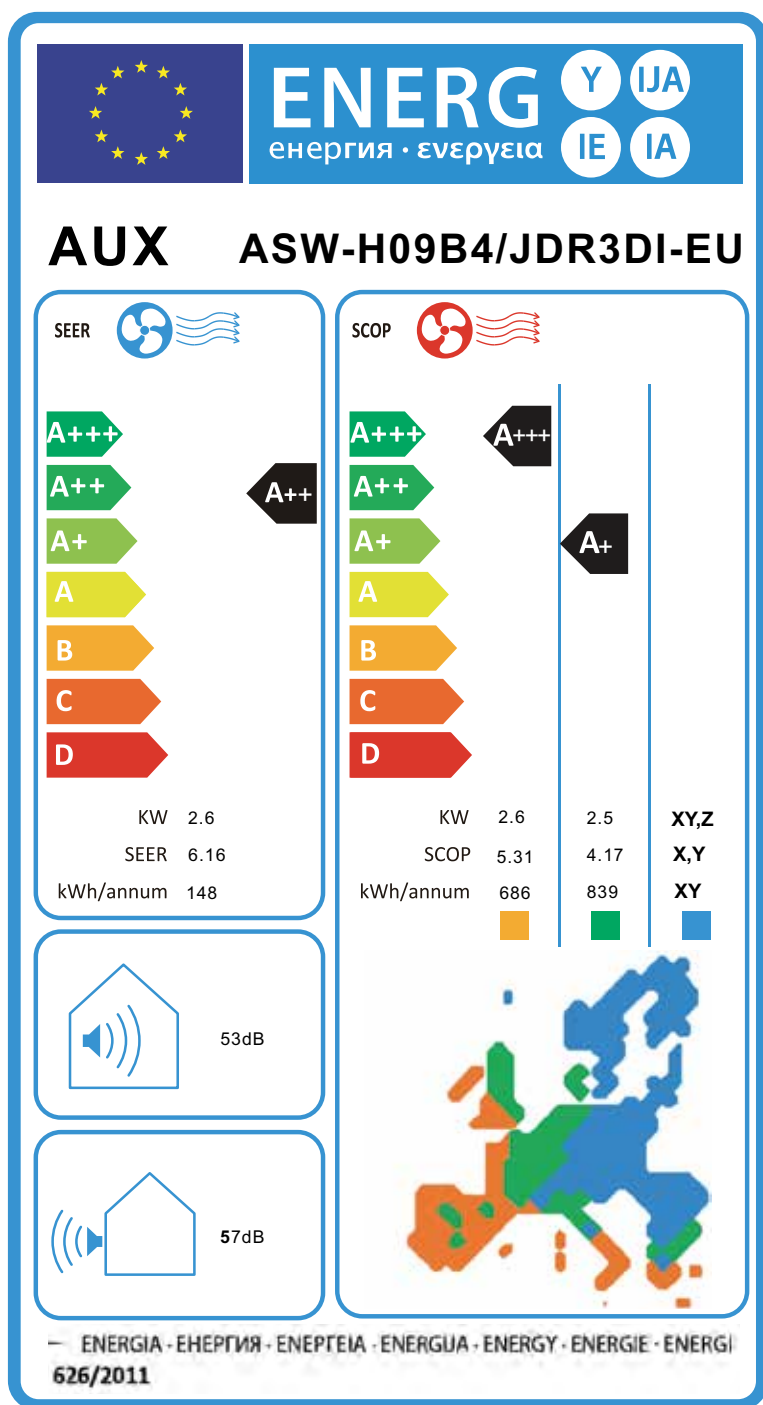 ENERG
Y IJA
IE IA
енергия · ενεργεια
AUX ASW-H09B4/JDR3DI-EU
SEER
A+++
A++
A+
A
B
C
D
A++
KW 2.6
SEER 6.16
kWh/annum 148
SCOP
A+++
A++
A+
A
B
C
D
A+++
A+
KW 2.6 2.5 XY,Z
SCOP 5.31 4.17 X,Y
kWh/annum 686 839 XY
53dB
57dB
ENERGIA · ЕНЕРГИЯ · ΕΝΕΡΓΕΙΑ · ENERGIJA · ENERGY · ENERGIE · ENERGI
626/2011